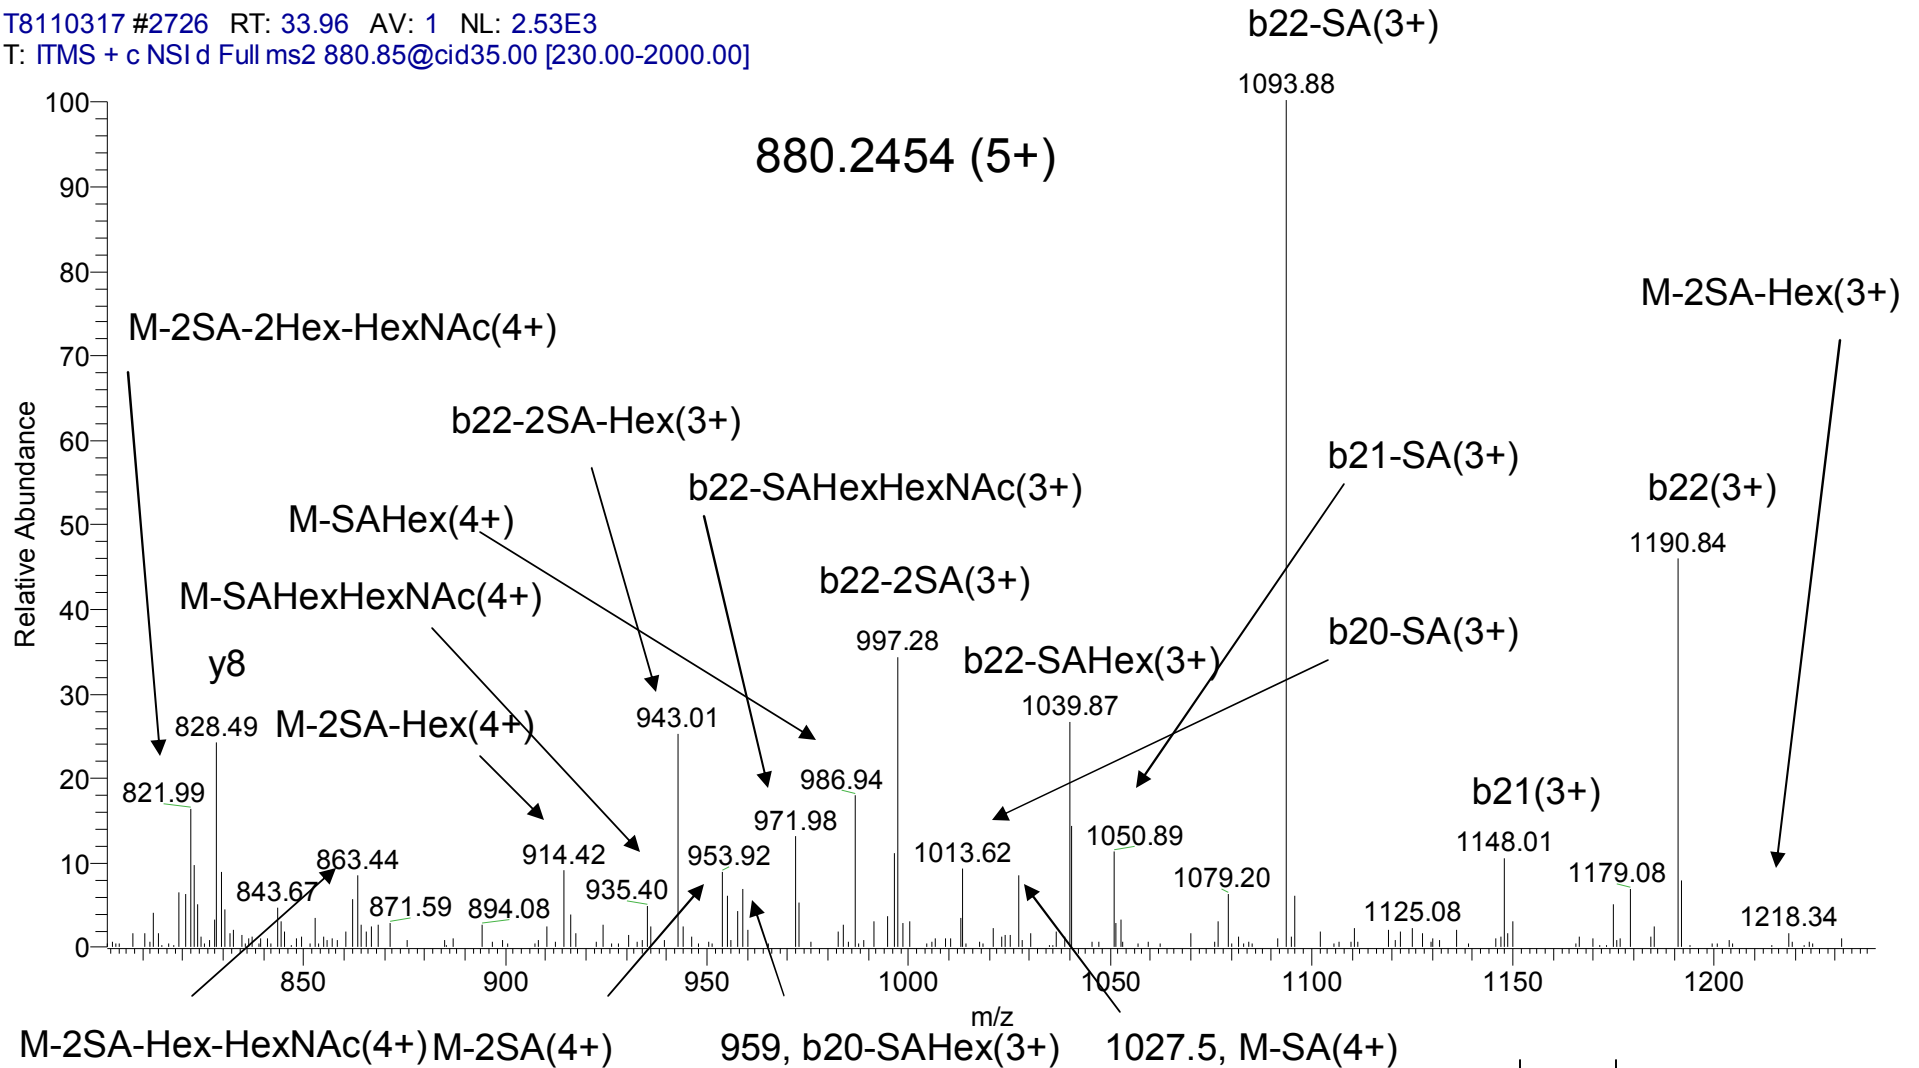 T8110317 #2726 RT: 33.96 AV: 1 NL: 2.53E3
T: ITMS + c NSI d Full ms2 880.85@cid35.00 [230.00-2000.00]
b22-SA(3+)
1093.88
880.2454 (5+)
M-2SA-Hex(3+)
M-2SA-2Hex-HexNAc(4+)
b22-2SA-Hex(3+)
b21-SA(3+)
b22-SAHexHexNAc(3+)
b22(3+)
M-SAHex(4+)
1190.84
b22-2SA(3+)
M-SAHexHexNAc(4+)
b20-SA(3+)
997.28
y8
b22-SAHex(3+)
1039.87
943.01
828.49
M-2SA-Hex(4+)
986.94
821.99
b21(3+)
971.98
1050.89
1148.01
863.44
914.42
953.92
1013.62
1179.08
1079.20
843.67
935.40
871.59
894.08
1125.08
1218.34
100
90
80
70
60
50
40
30
20
10
0
Relative Abundance
850 900 950 1000 1050 1100 1150 1200
m/z
M-2SA-Hex-HexNAc(4+) M-2SA(4+) 959, b20-SAHex(3+) 1027.5, M-SA(4+)